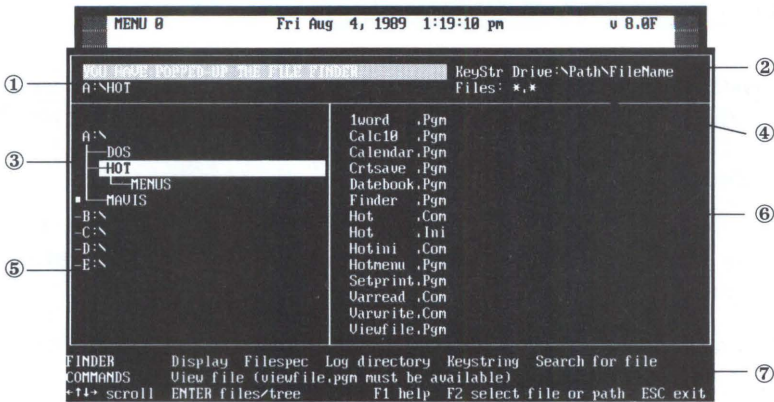 MENU 0 Fri Aug 4, 1989 1:19:10 pm v 8.0F
YOU HAVE POPPED-UP THE FILE FINDER KeyStr Drive:\Path\FileName
A:\HOT Files: *.*
① ② ③ ④ ⑤ ⑥ ⑦
A:\
DOS
HOT
MENUS
MAVIS
-B:\
-C:\
-D:\
-E:\
1word .Pgm
Calc10 .Pgm
Calendar.Pgm
Crtsave .Pgm
Datebook.Pgm
Finder .Pgm
Hot .Com
Hot .Ini
Hotini .Com
Hotmenu .Pgm
Setprint.Pgm
Varread .Com
Varwrite.Com
Viewfile.Pgm
FINDER Display Filespec Log directory Keystring Search for file
COMMANDS View file (viewfile.pgm must be available)
←↑↓→ scroll ENTER files/tree F1 help F2 select file or path ESC exit